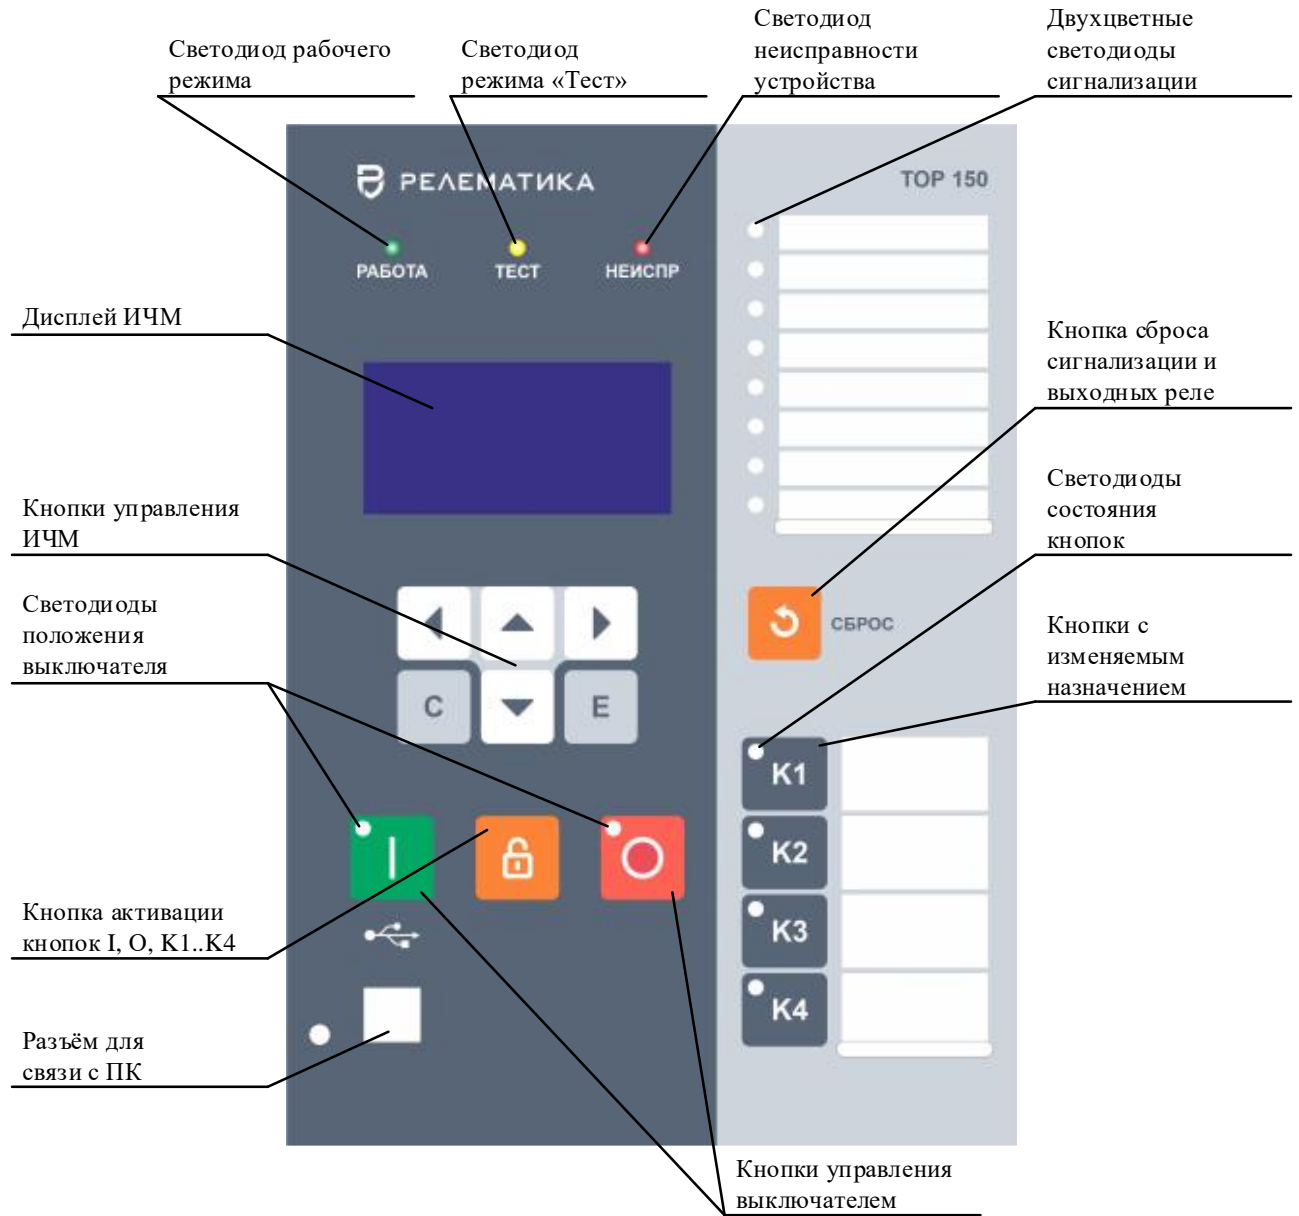 Светодиод рабочего
режима
Светодиод
режима «Тест»
Светодиод
неисправности
устройства
Двухцветные
светодиоды
сигнализации
РЕЛЕМАТИКА
ТОР 150
РАБОТА
ТЕСТ
НЕИСПР
Дисплей ИЧМ
Кнопка сброса
сигнализации и
выходных реле
Кнопки управления
ИЧМ
Светодиоды
состояния
кнопок
Светодиоды
положения
выключателя
СБРОС
Кнопки с
изменяемым
назначением
C
E
K1
K2
K3
K4
I
O
Кнопка активации
кнопок I, O, K1..K4
Разъём для
связи с ПК
Кнопки управления
выключателем